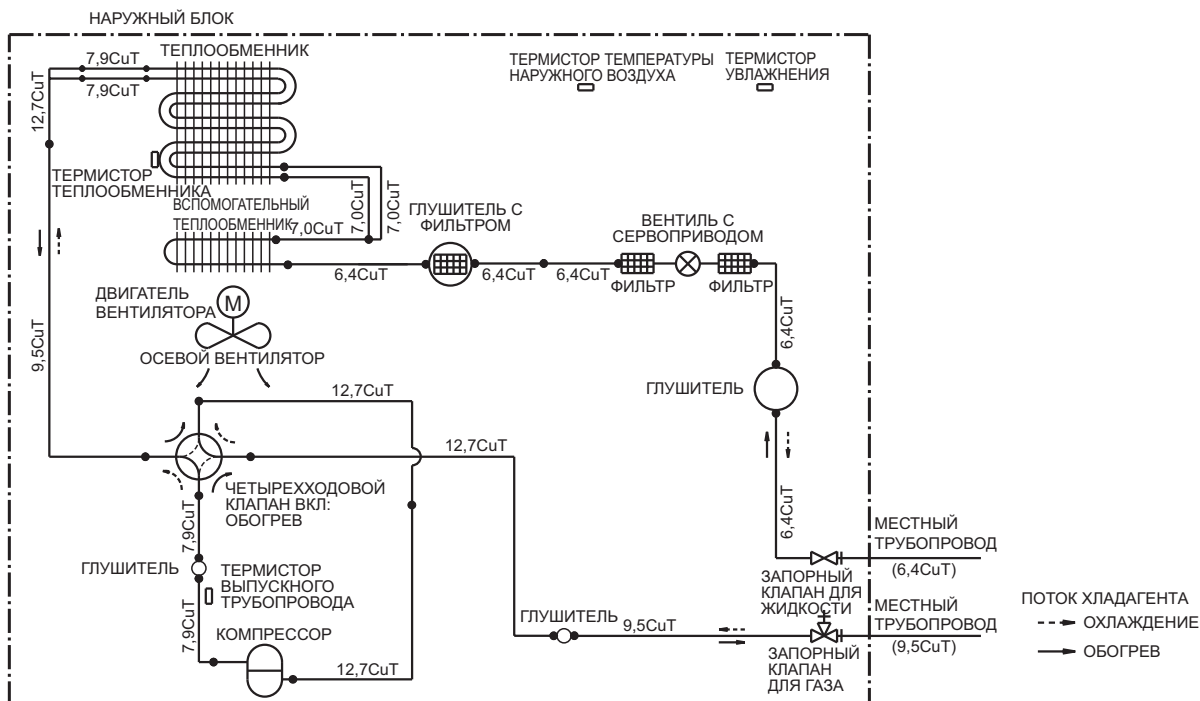 НАРУЖНЫЙ БЛОК
ТЕПЛООБМЕННИК
7,9CuT
7,9CuT
12,7CuT
ТЕРМИСТОР ТЕМПЕРАТУРЫ
НАРУЖНОГО ВОЗДУХА
ТЕРМИСТОР
УВЛАЖНЕНИЯ
ТЕРМИСТОР
ТЕПЛООБМЕННИКА
ВСПОМОГАТЕЛЬНЫЙ
ТЕПЛООБМЕННИК
7,0CuT
7,0CuT
7,0CuT
ГЛУШИТЕЛЬ С
ФИЛЬТРОМ
ВЕНТИЛЬ С
СЕРВОПРИВОДОМ
6,4CuT
6,4CuT
6,4CuT
ФИЛЬТР
ФИЛЬТР
6,4CuT
ДВИГАТЕЛЬ
ВЕНТИЛЯТОРА
M
9,5CuT
ОСЕВОЙ ВЕНТИЛЯТОР
ГЛУШИТЕЛЬ
12,7CuT
12,7CuT
ЧЕТЫРЕХХОДОВОЙ
КЛАПАН ВКЛ:
ОБОГРЕВ
7,9CuT
6,4CuT
МЕСТНЫЙ
ТРУБОПРОВОД
(6,4CuT)
ГЛУШИТЕЛЬ
ТЕРМИСТОР
ВЫПУСКНОГО
ТРУБОПРОВОДА
ЗАПОРНЫЙ
КЛАПАН ДЛЯ
ЖИДКОСТИ
7,9CuT
КОМПРЕССОР
12,7CuT
ГЛУШИТЕЛЬ
9,5CuT
МЕСТНЫЙ
ТРУБОПРОВОД
(9,5CuT)
ЗАПОРНЫЙ
КЛАПАН
ДЛЯ ГАЗА
ПОТОК ХЛАДАГЕНТА
ОХЛАЖДЕНИЕ
ОБОГРЕВ